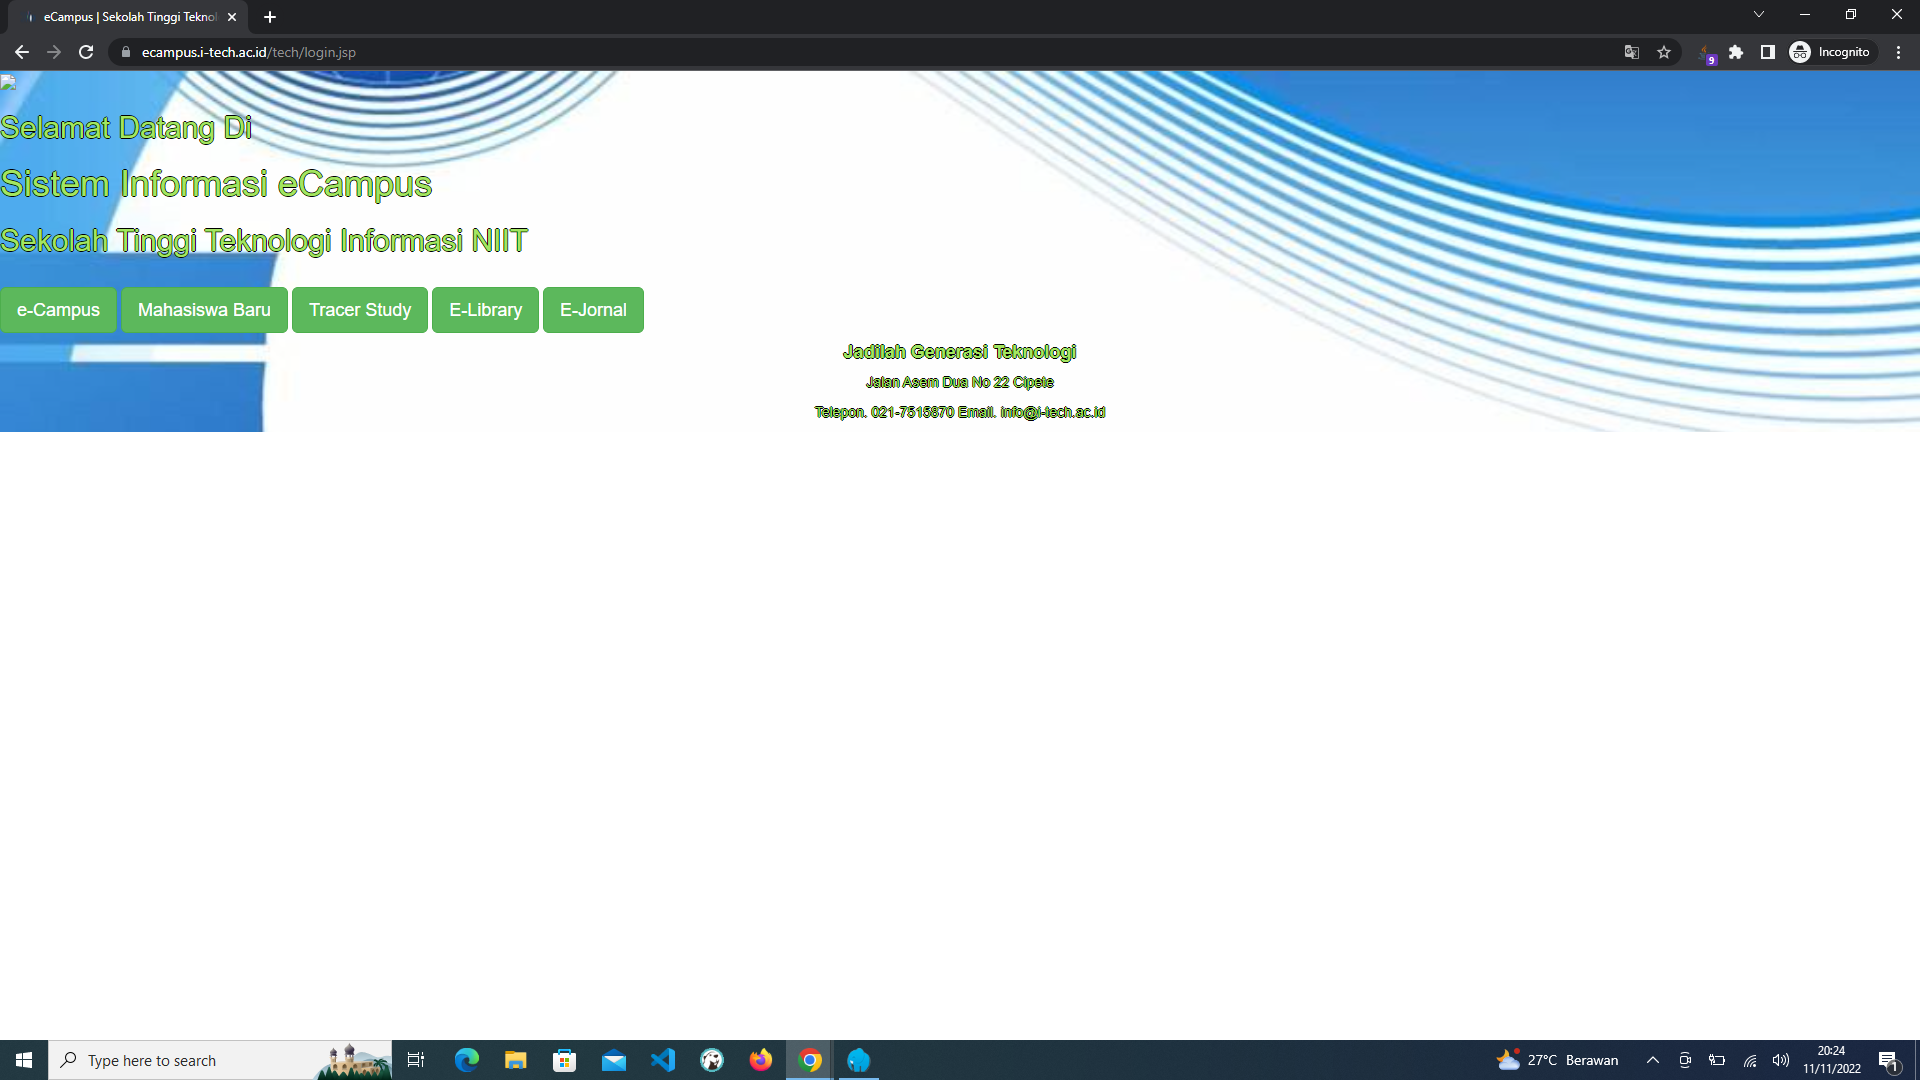 eCampus | Sekolah Tinggi Teknol
ecampus.i-tech.ac.id/tech/login.jsp
9
Incognito
Selamat Datang Di
Sistem Informasi eCampus
Sekolah Tinggi Teknologi Informasi NIIT
e-Campus
Mahasiswa Baru
Tracer Study
E-Library
E-Jornal
Jadilah Generasi Teknologi
Jalan Asem Dua No 22 Cipete
Telepon. 021-7515870 Email. info@i-tech.ac.id
Type here to search
27°C Berawan
20:24
11/11/2022
1